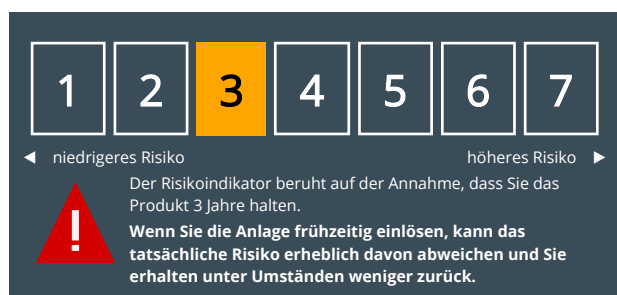 1 2 3 4 5 6 7
niedrigeres Risiko höheres Risiko
Der Risikoindikator beruht auf der Annahme, dass Sie das
Produkt 3 Jahre halten.
Wenn Sie die Anlage frühzeitig einlösen, kann das
tatsächliche Risiko erheblich davon abweichen und Sie
erhalten unter Umständen weniger zurück.